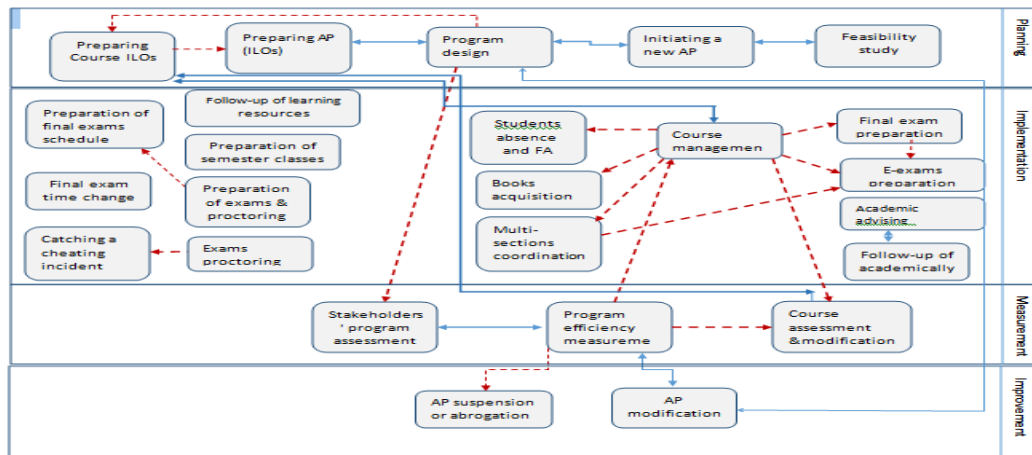 Preparing
Course ILOs
Preparing AP
(ILOs)
Program
design
Initiating a
new AP
Feasibility
study
Planning
Preparation of
final exams
schedule
Follow-up of learning
resources
Students
absence
and FA
Course
managemen
Final exam
preparation
Preparation of
semester classes
E-exams
preparation
Final exam
time change
Preparation
of exams &
proctoring
Books
acquisition
Academic
advising
Multi-
sections
coordination
Catching a
cheating
incident
Exams
proctoring
Follow-up of
academically
Implementation
Stakeholders
' program
assessment
Program
efficiency
measureme
Course
assessment
&modification
Measurement
AP suspension
or abrogation
AP
modification
Improvement